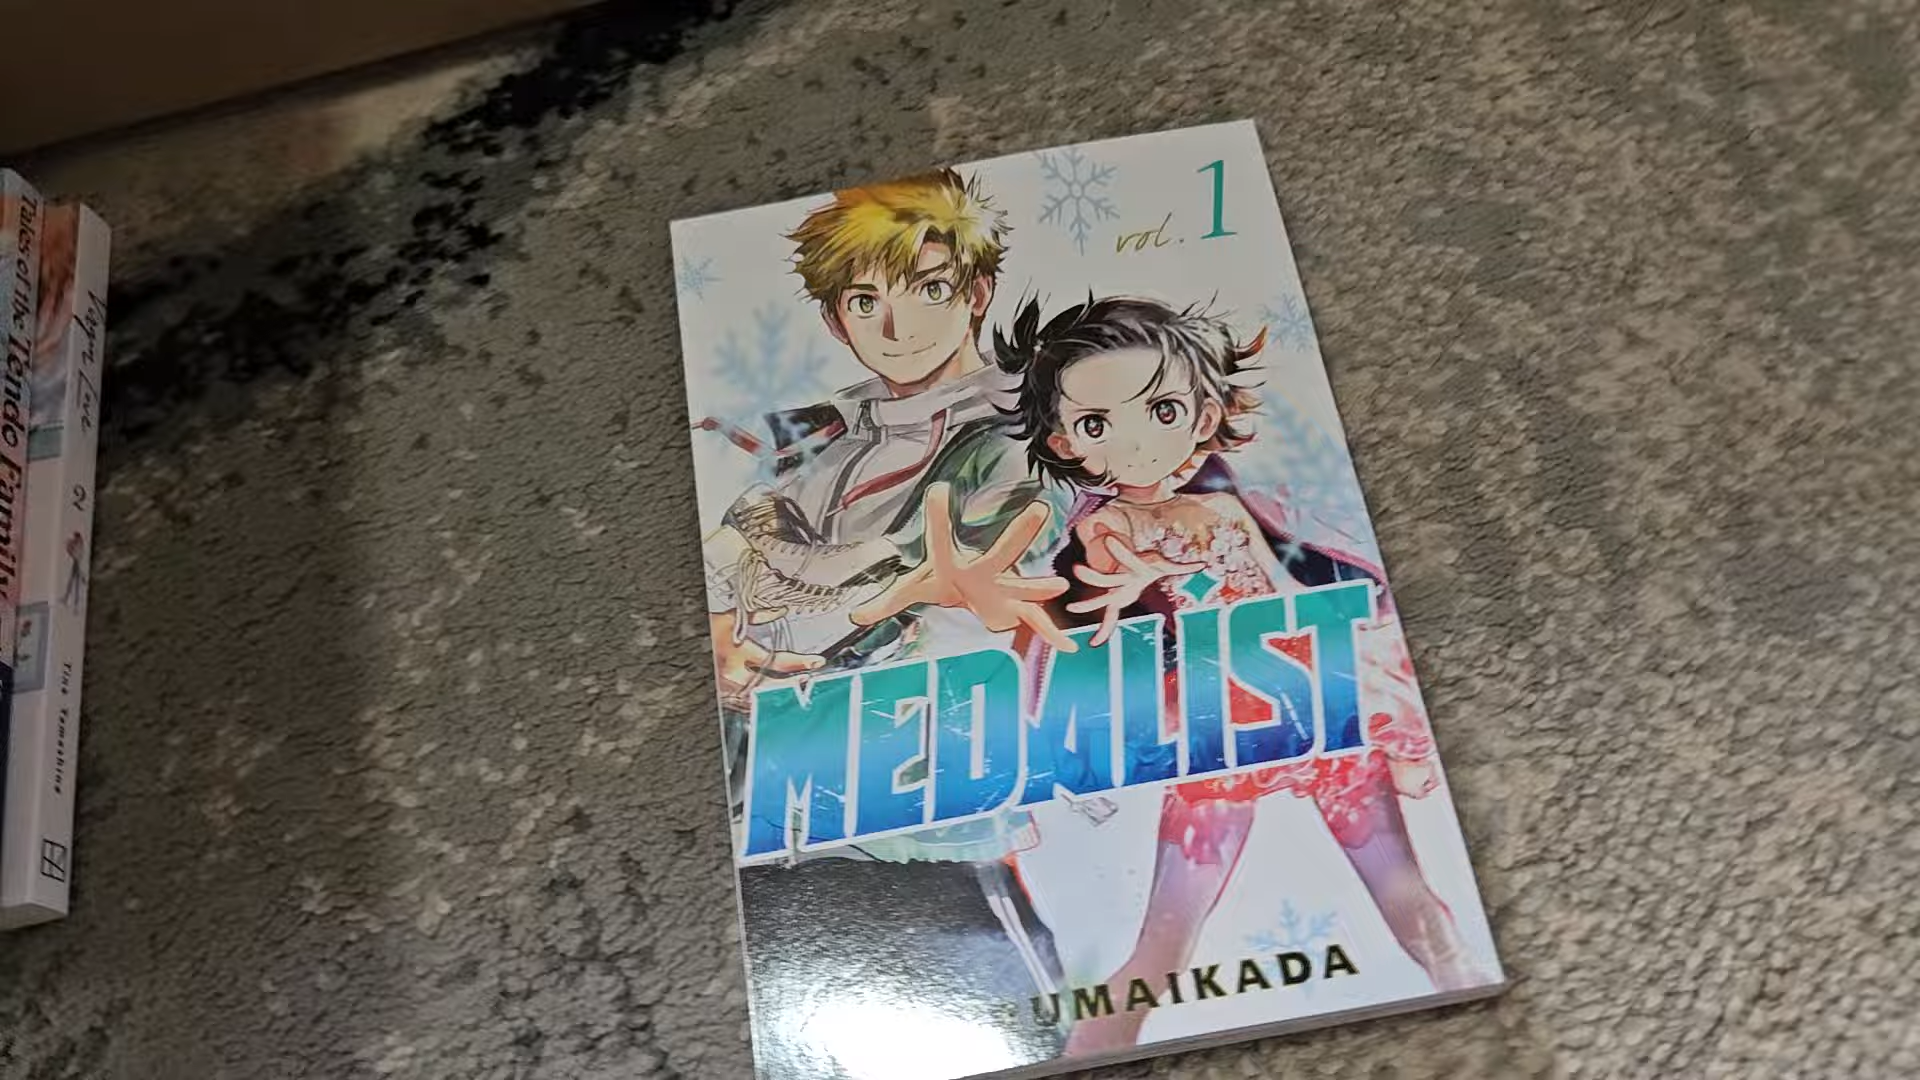 vol. 1
MEDALIST
UMAIKADA
Tales of the Tendo Family
2